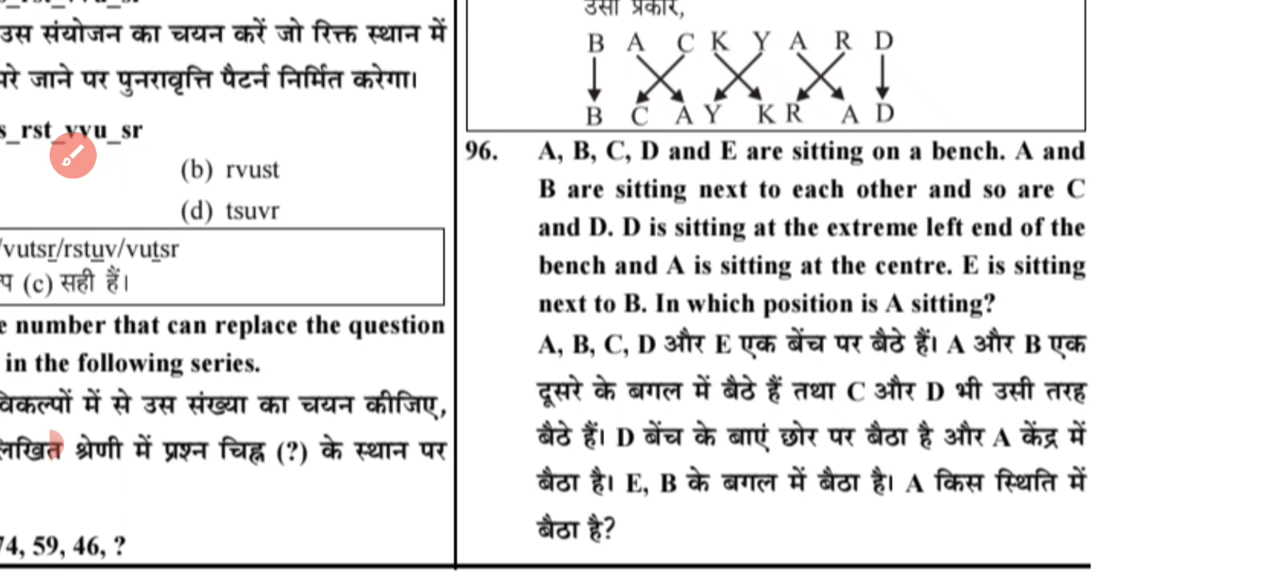 उस संयोजन का चयन करें जो रिक्त स्थान में
भरे जाने पर पुनरावृत्ति पैटर्न निर्मित करेगा।
s_rst_vvu_sr
(b) rvust
(d) tsuvr
/vutsr/rstuv/vutsr
(c) सही हैं।
number that can replace the question
in the following series.
विकल्पों में से उस संख्या का चयन कीजिए,
श्रेणी में प्रश्न चिह्न (?) के स्थान पर
74, 59, 46, ?
उसी प्रकार,
B A C K Y A R D
B C A Y K R A D
96. A, B, C, D and E are sitting on a bench. A and
B are sitting next to each other and so are C
and D. D is sitting at the extreme left end of the
bench and A is sitting at the centre. E is sitting
next to B. In which position is A sitting?
A, B, C, D और E एक बेंच पर बैठे हैं। A और B एक
दूसरे के बगल में बैठे हैं तथा C और D भी उसी तरह
बैठे हैं। D बेंच के बाएं छोर पर बैठा है और A केंद्र में
बैठा है। E, B के बगल में बैठा है। A किस स्थिति में
बैठा है?